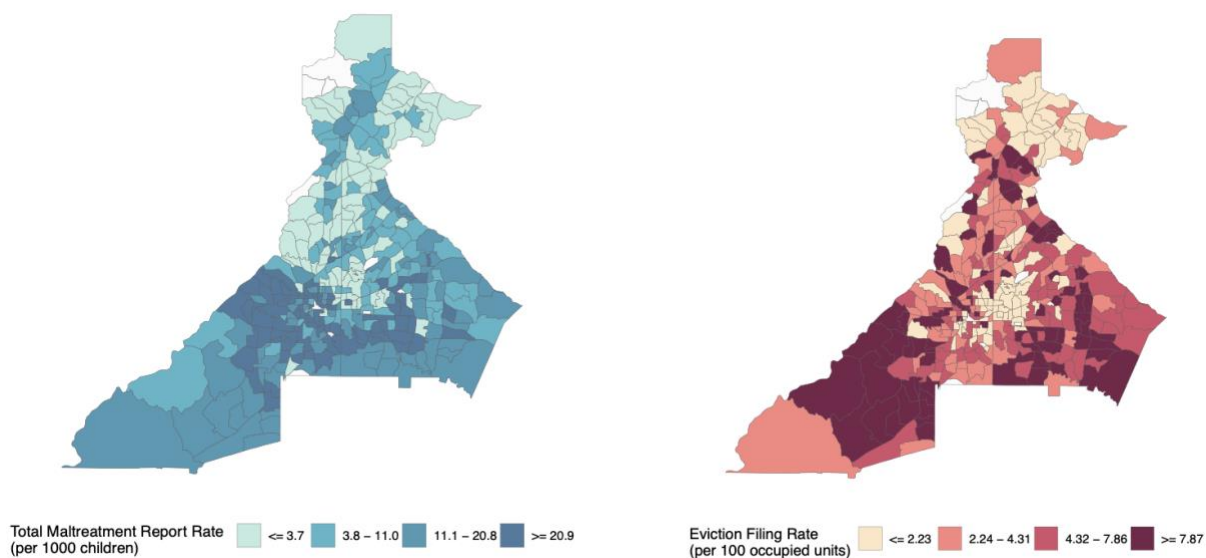 Total Maltreatment Report Rate
(per 1000 children)
<= 3.7
3.8 – 11.0
11.1 – 20.8
>= 20.9
Eviction Filing Rate
(per 100 occupied units)
<= 2.23
2.24 – 4.31
4.32 – 7.86
>= 7.87